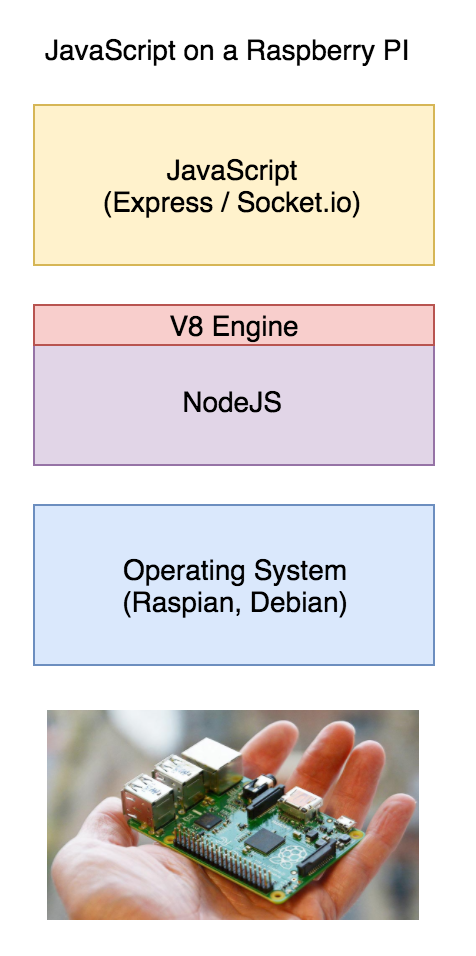 JavaScript on a Raspberry PI
JavaScript
(Express / Socket.io)
V8 Engine
NodeJS
Operating System
(Raspian, Debian)